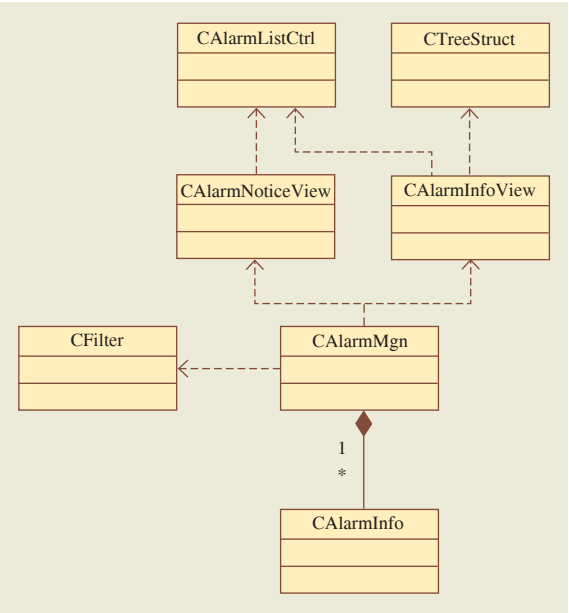 CAlarmListCtrl
CTreeStruct
CAlarmNoticeView
CAlarmInfoView
CFilter
CAlarmMgn
1
*
CAlarmInfo